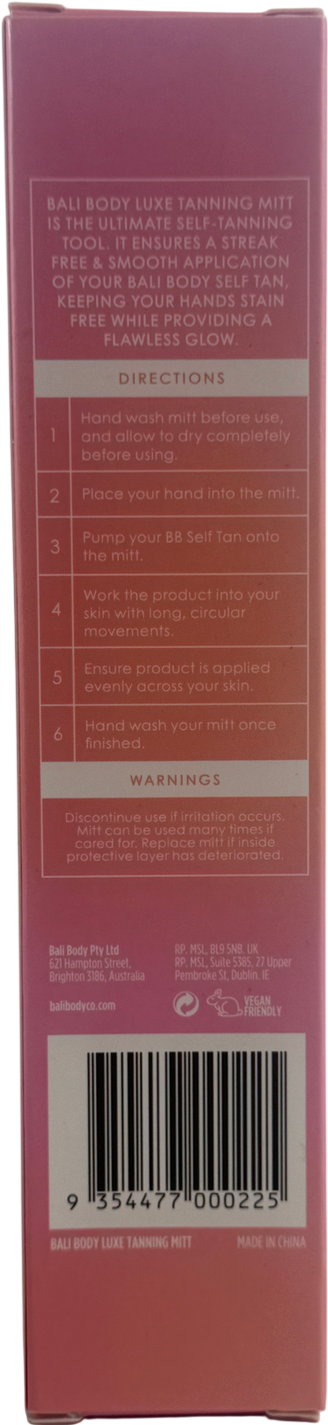 BALI BODY LUXE TANNING MITT
IS THE ULTIMATE SELF-TANNING
TOOL. IT ENSURES A STREAK
FREE & SMOOTH APPLICATION
OF YOUR BALI BODY SELF TAN,
KEEPING YOUR HANDS STAIN
FREE WHILE PROVIDING A
FLAWLESS GLOW.
DIRECTIONS
1 Hand wash mitt before use,
and allow to dry completely
before using.
2 Place your hand into the mitt.
3 Pump your BB Self Tan onto
the mitt.
4 Work the product into your
skin with long, circular
movements.
5 Ensure product is applied
evenly across your skin.
6 Hand wash your mitt once
finished.
WARNINGS
Discontinue use if irritation occurs.
Mitt can be used many times if
cared for. Replace mitt if inside
protective layer has deteriorated.
Bali Body Pty Ltd
621 Hampton Street,
Brighton 3186, Australia
balibodyco.com
RP. MSL, BL9 5NB, UK
RP. MSL, Suite 5385, 27 Upper
Pembroke St, Dublin, IE
VEGAN
FRIENDLY
9 354477 000225
BALI BODY LUXE TANNING MITT
MADE IN CHINA